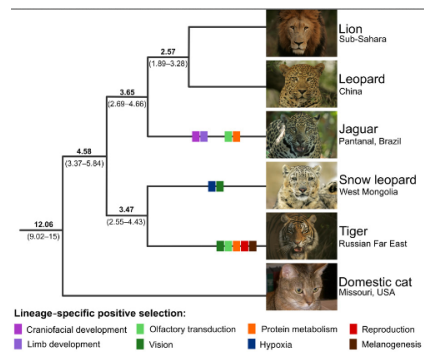 Lion
Sub-Sahara
2.57
(1.89–3.28)
Leopard
China
3.65
(2.69–4.66)
Jaguar
Pantanal, Brazil
4.58
(3.37–5.84)
Snow leopard
West Mongolia
3.47
(2.55–4.43)
Tiger
Russian Far East
12.06
(9.02–15)
Domestic cat
Missouri, USA
Lineage-specific positive selection:
Craniofacial development Olfactory transduction Protein metabolism Reproduction
Limb development Vision Hypoxia Melanogenesis